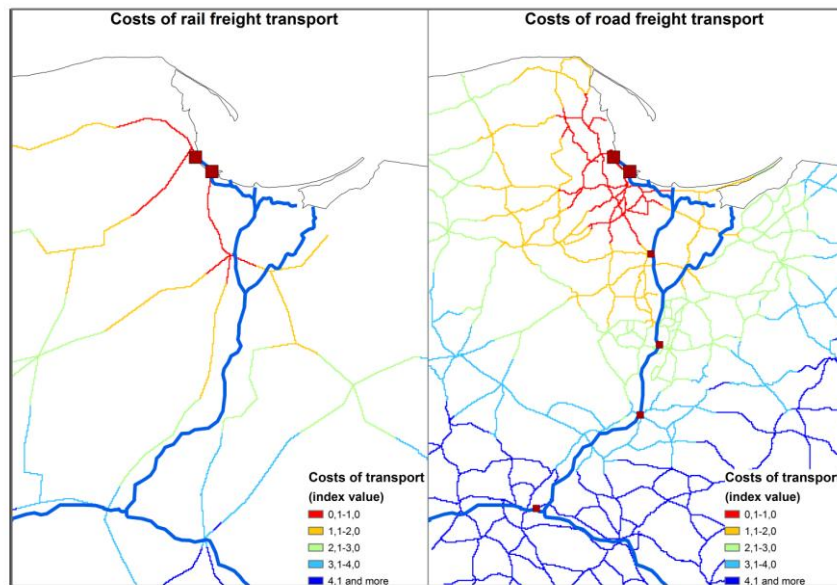 Costs of rail freight transport
Costs of transport
(index value)
0,1-1,0
1,1-2,0
2,1-3,0
3,1-4,0
4.1 and more
Costs of road freight transport
Costs of transport
(index value)
0,1-1,0
1,1-2,0
2,1-3,0
3,1-4,0
4.1 and more